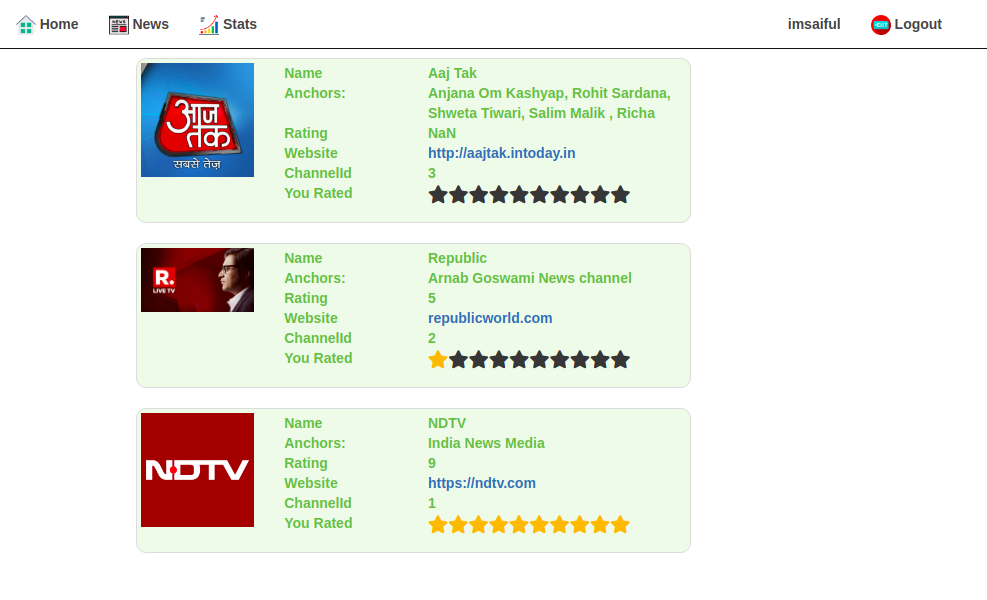 Home News Stats imsaiful Logout
आज
तक
सबसे तेज़
Name Aaj Tak
Anchors: Anjana Om Kashyap, Rohit Sardana,
Shweta Tiwari, Salim Malik , Richa
Rating NaN
Website http://aajtak.intoday.in
ChannelId 3
You Rated
R.
LIVE TV
Name Republic
Anchors: Arnab Goswami News channel
Rating 5
Website republicworld.com
ChannelId 2
You Rated
NDTV
Name NDTV
Anchors: India News Media
Rating 9
Website https://ndtv.com
ChannelId 1
You Rated